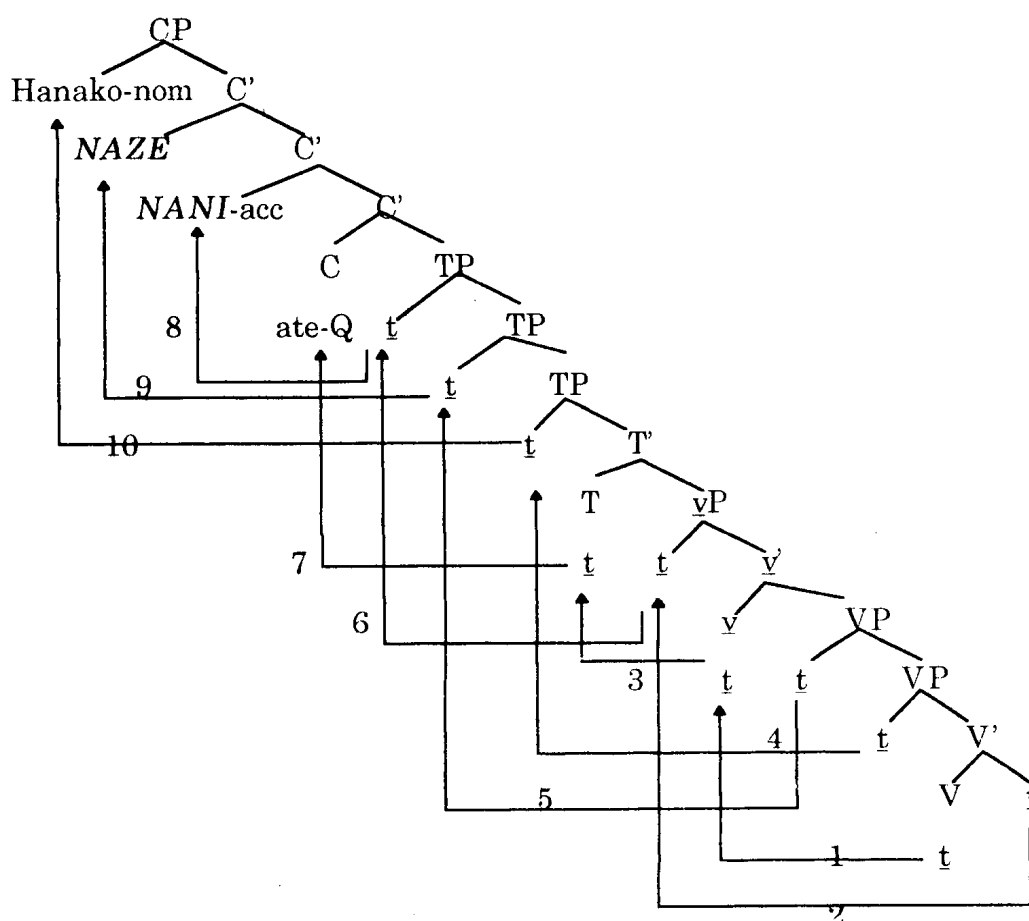 CP
Hanako-nom C'
NAZE C'
NANI-acc C'
C TP
8 ate-Q t TP
9 t TP
10 t T'
T vP
7 t t v'
6 v VP
3 t t VP
4 t V'
5 V
1 t
2